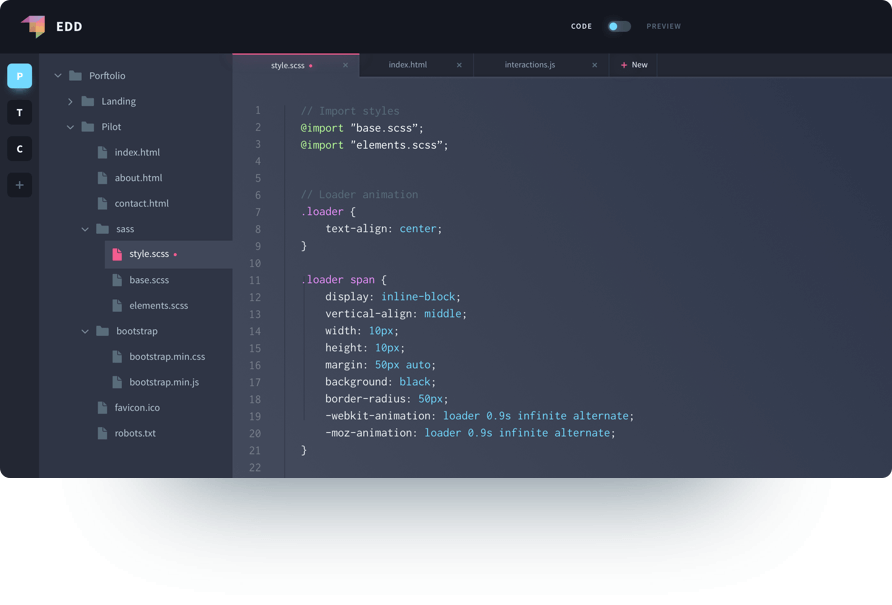 EDD
CODE PREVIEW
P
T
C
+
Porftolio
Landing
Pilot
index.html
about.html
contact.html
sass
style.scss
base.scss
elements.scss
bootstrap
bootstrap.min.css
bootstrap.min.js
favicon.ico
robots.txt
style.scss × index.html × interactions.js × + New
1 // Import styles
2 @import "base.scss”;
3 @import "elements.scss”;
4
5
6 // Loader animation
7 .loader {
8 text-align: center;
9 }
10
11 .loader span {
12 display: inline-block;
13 vertical-align: middle;
14 width: 10px;
15 height: 10px;
16 margin: 50px auto;
17 background: black;
18 border-radius: 50px;
19 -webkit-animation: loader 0.9s infinite alternate;
20 -moz-animation: loader 0.9s infinite alternate;
21 }
22